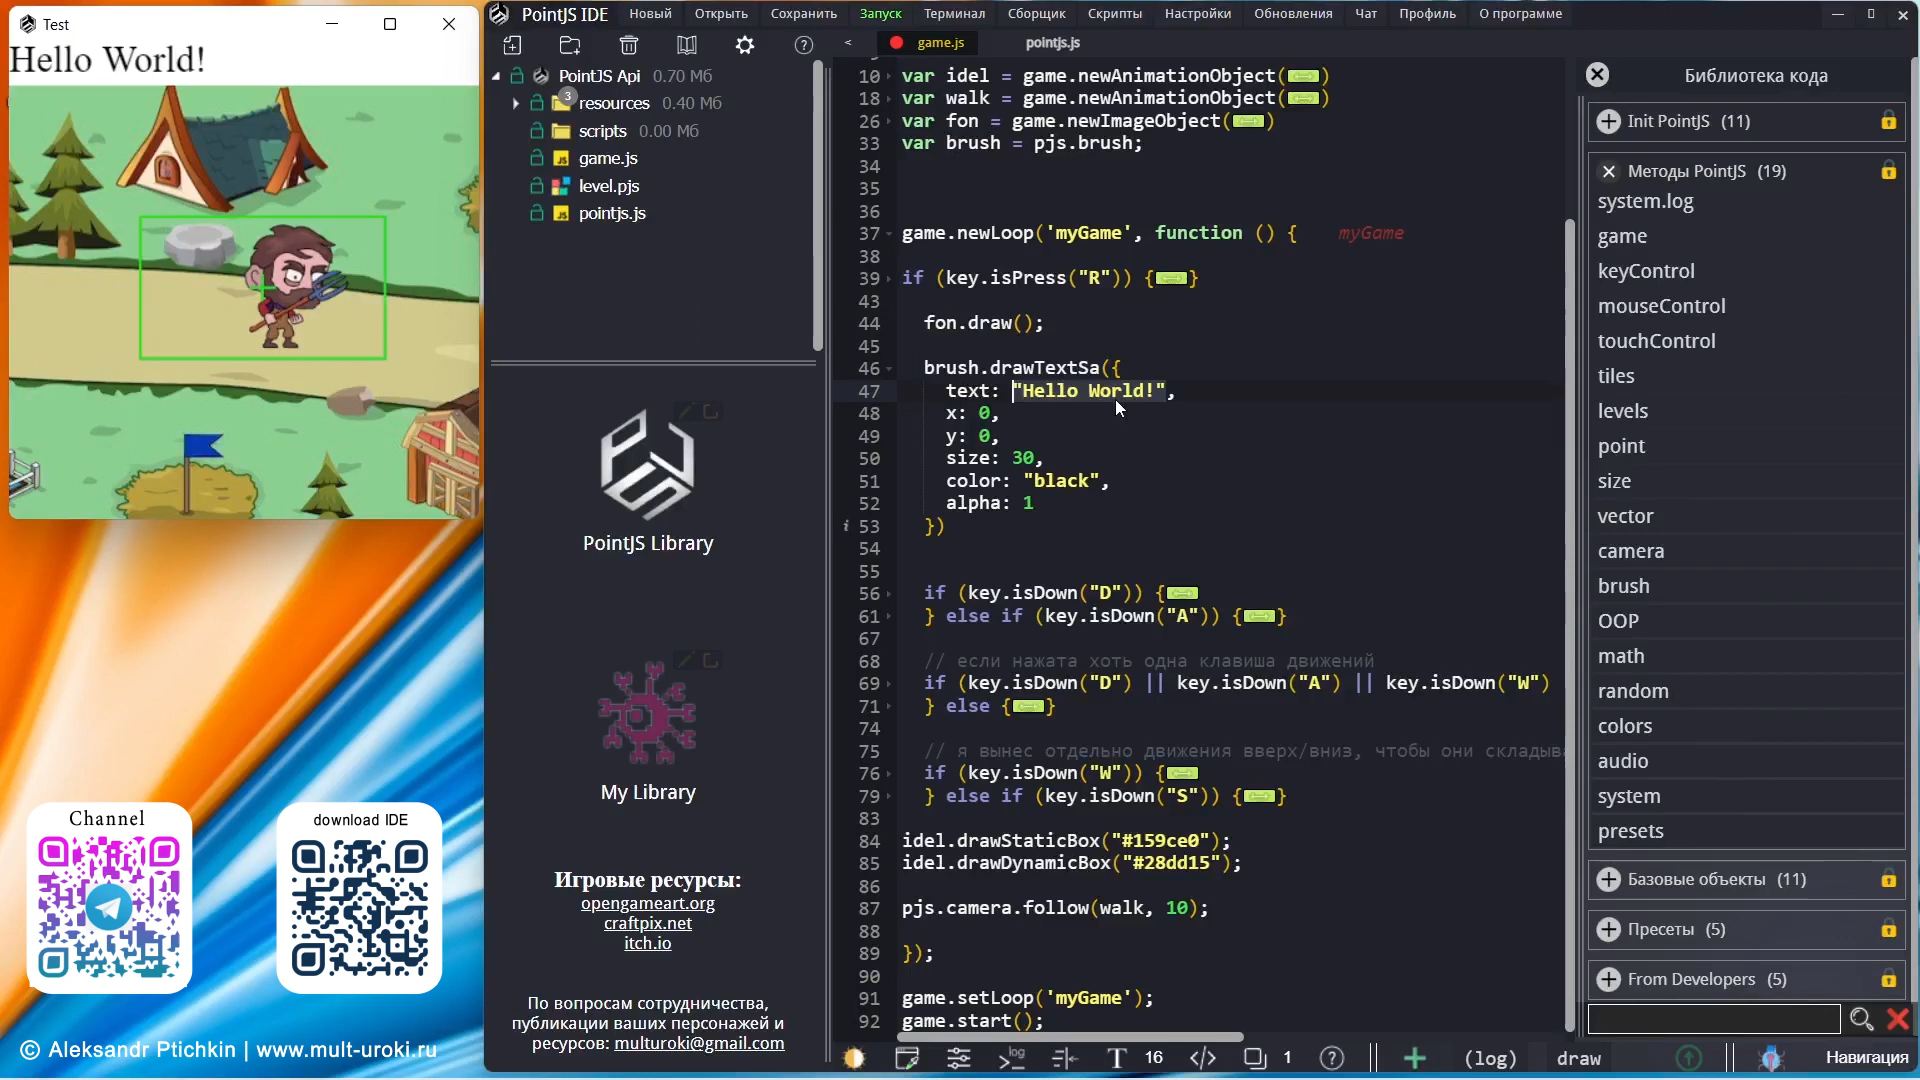 Test
Hello World!
Channel
download IDE
© Aleksandr Ptichkin | www.mult-uroki.ru
PointJS IDE
Новый
Открыть
Сохранить
Запуск
Терминал
Сборщик
Скрипты
Настройки
Обновления
Чат
Профиль
О программе
PointJS Api 0.70 Мб
3
resources 0.40 Мб
scripts 0.00 Мб
game.js
level.pjs
pointjs.js
PointJS Library
My Library
Игровые ресурсы:
opengameart.org
craftpix.net
itch.io
По вопросам сотрудничества,
публикации ваших персонажей и
ресурсов: multuroki@gmail.com
<
game.js
pointjs.js
10 var idel = game.newAnimationObject()
18 var walk = game.newAnimationObject()
26 var fon = game.newImageObject()
33 var brush = pjs.brush;
34
35
36
37 game.newLoop('myGame', function () { myGame
38
39 if (key.isPress("R")) {}
43
44 fon.draw();
45
46 brush.drawTextSa({
47 text: "Hello World!",
48 x: 0,
49 y: 0,
50 size: 30,
51 color: "black",
52 alpha: 1
i 53 })
54
55
56 if (key.isDown("D")) {
61 } else if (key.isDown("A")) {}
67
68 // если нажата хоть одна клавиша движений
69 if (key.isDown("D") || key.isDown("A") || key.isDown("W")
71 } else {}
74
75 // я вынес отдельно движения вверх/вниз, чтобы они складыва
76 if (key.isDown("W")) {
79 } else if (key.isDown("S")) {}
83
84 idel.drawStaticBox("#159ce0");
85 idel.drawDynamicBox("#28dd15");
86
87 pjs.camera.follow(walk, 10);
88
89 });
90
91 game.setLoop('myGame');
92 game.start();
>_log
T 16
</>
1
(log)
draw
Навигация
Библиотека кода
Init PointJS (11)
Методы PointJS (19)
system.log
game
keyControl
mouseControl
touchControl
tiles
levels
point
size
vector
camera
brush
OOP
math
random
colors
audio
system
presets
Базовые объекты (11)
Пресеты (5)
From Developers (5)